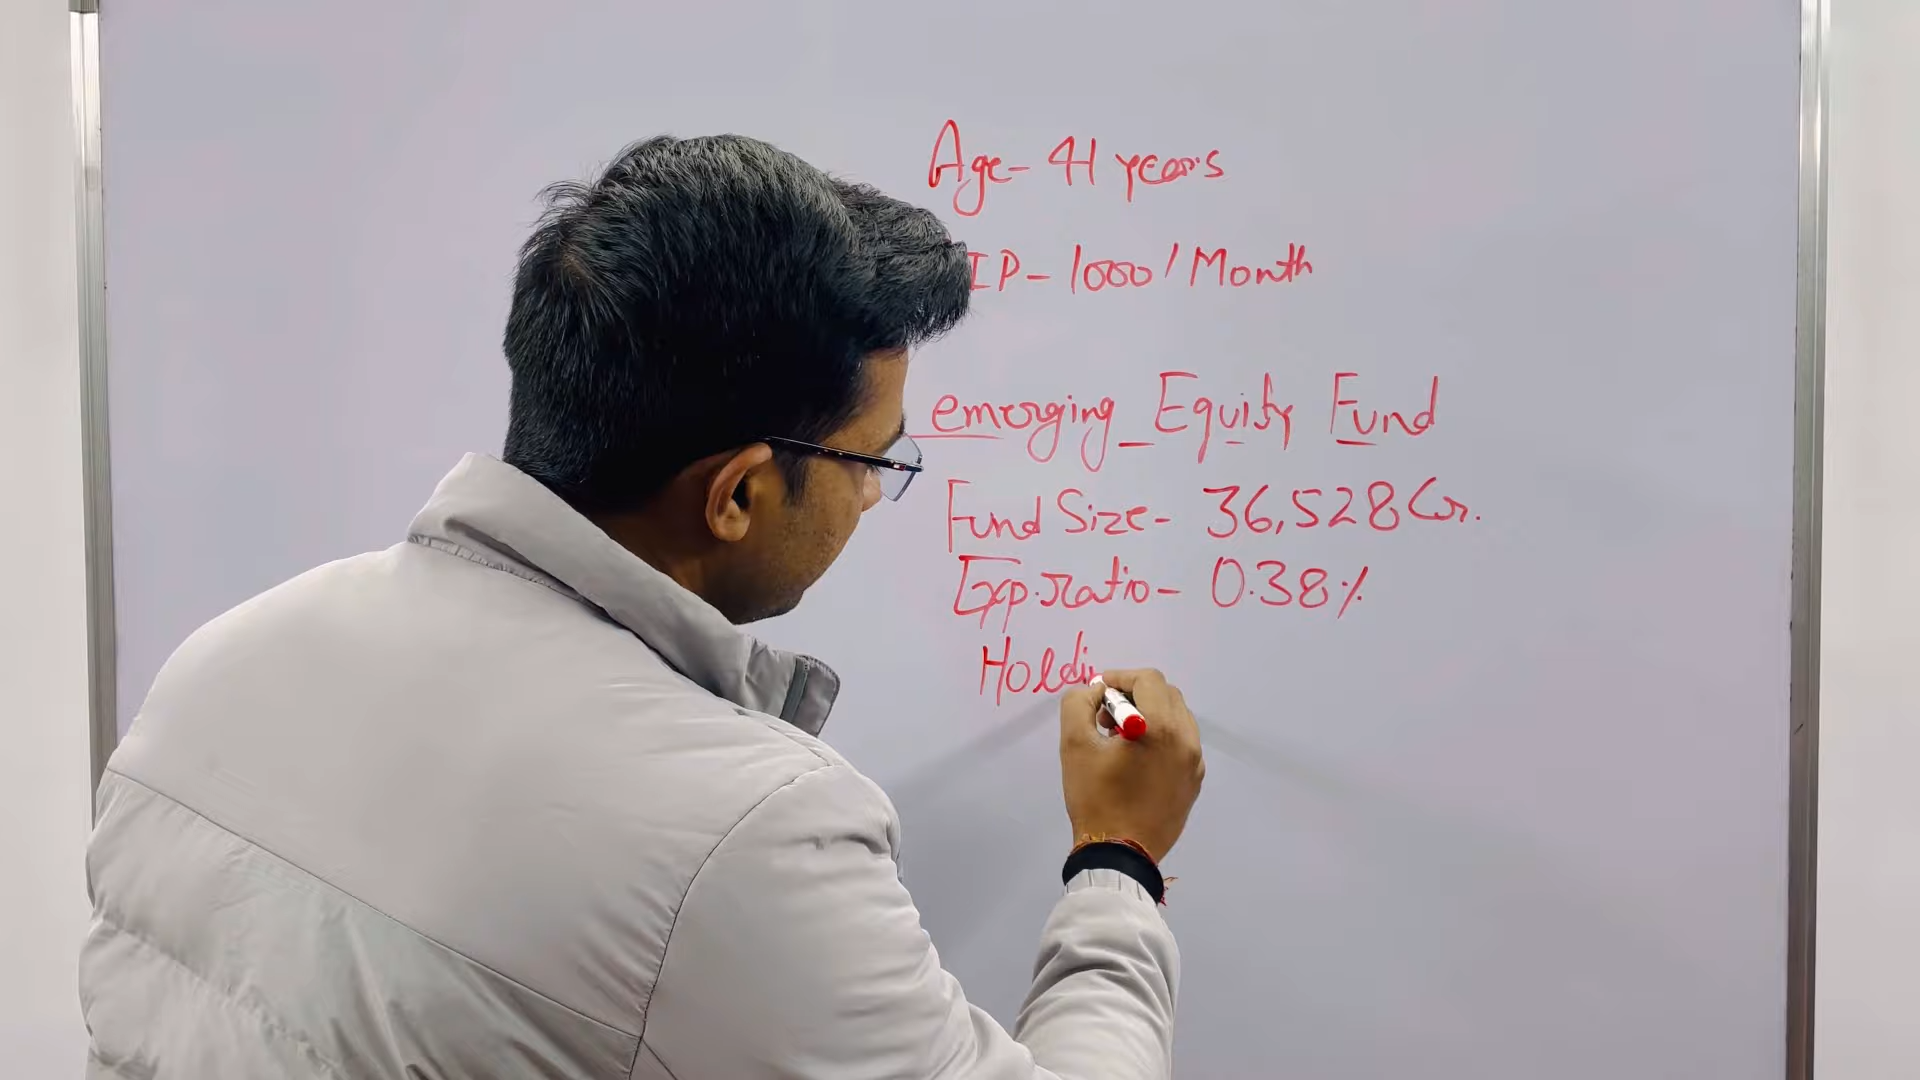 Age- 41 years
IP- 1000/Month
emerging Equity Fund
Fund Size- 36,528 Cr.
Exp. ratio- 0.38%
Holdi